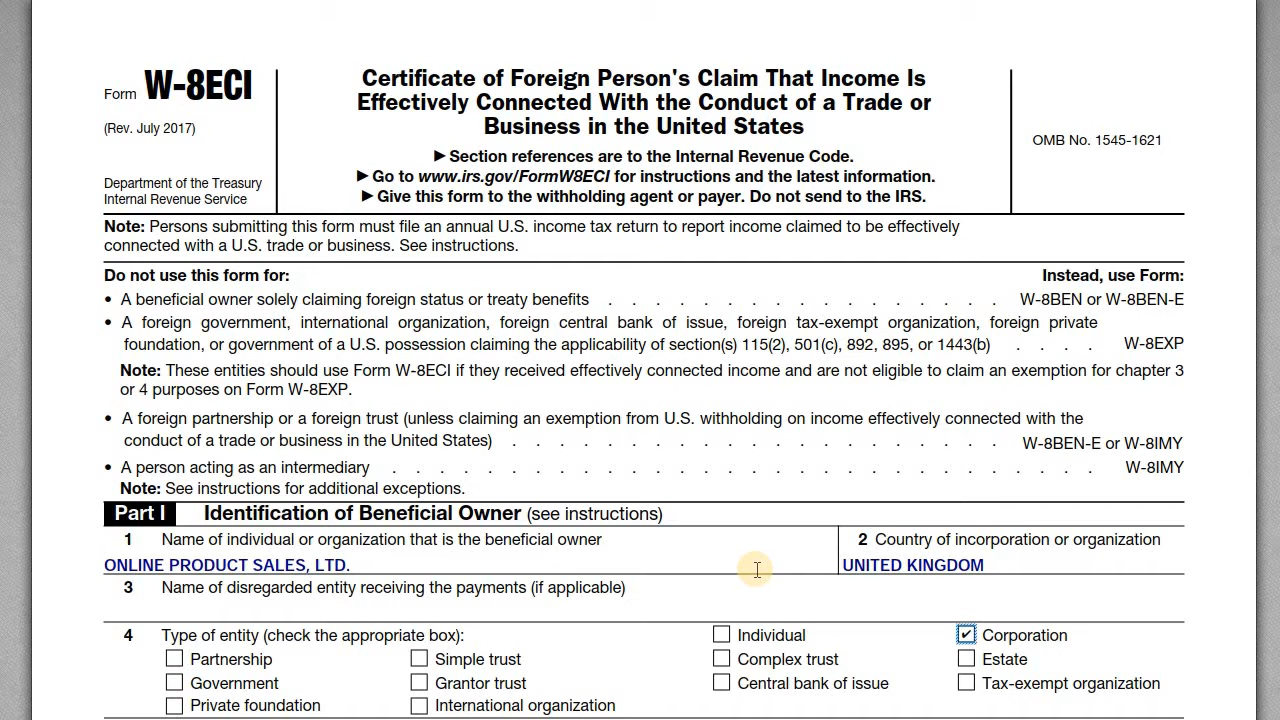 Form W-8ECI
(Rev. July 2017)
Department of the Treasury
Internal Revenue Service
Certificate of Foreign Person's Claim That Income Is
Effectively Connected With the Conduct of a Trade or
Business in the United States
▶ Section references are to the Internal Revenue Code.
▶ Go to www.irs.gov/FormW8ECI for instructions and the latest information.
▶ Give this form to the withholding agent or payer. Do not send to the IRS.
OMB No. 1545-1621
Note: Persons submitting this form must file an annual U.S. income tax return to report income claimed to be effectively
connected with a U.S. trade or business. See instructions.
Do not use this form for: Instead, use Form:
• A beneficial owner solely claiming foreign status or treaty benefits . . . . . . . . . . . . . . . . . W-8BEN or W-8BEN-E
• A foreign government, international organization, foreign central bank of issue, foreign tax-exempt organization, foreign private
foundation, or government of a U.S. possession claiming the applicability of section(s) 115(2), 501(c), 892, 895, or 1443(b) . . . . W-8EXP
Note: These entities should use Form W-8ECI if they received effectively connected income and are not eligible to claim an exemption for chapter 3
or 4 purposes on Form W-8EXP.
• A foreign partnership or a foreign trust (unless claiming an exemption from U.S. withholding on income effectively connected with the
conduct of a trade or business in the United States) . . . . . . . . . . . . . . . . . . . . . W-8BEN-E or W-8IMY
• A person acting as an intermediary . . . . . . . . . . . . . . . . . . . . . . . . . . . . . . W-8IMY
Note: See instructions for additional exceptions.
Part I Identification of Beneficial Owner (see instructions)
1 Name of individual or organization that is the beneficial owner 2 Country of incorporation or organization
ONLINE PRODUCT SALES, LTD. UNITED KINGDOM
3 Name of disregarded entity receiving the payments (if applicable)
4 Type of entity (check the appropriate box): Individual ✔ Corporation
Partnership Simple trust Complex trust Estate
Government Grantor trust Central bank of issue Tax-exempt organization
Private foundation International organization